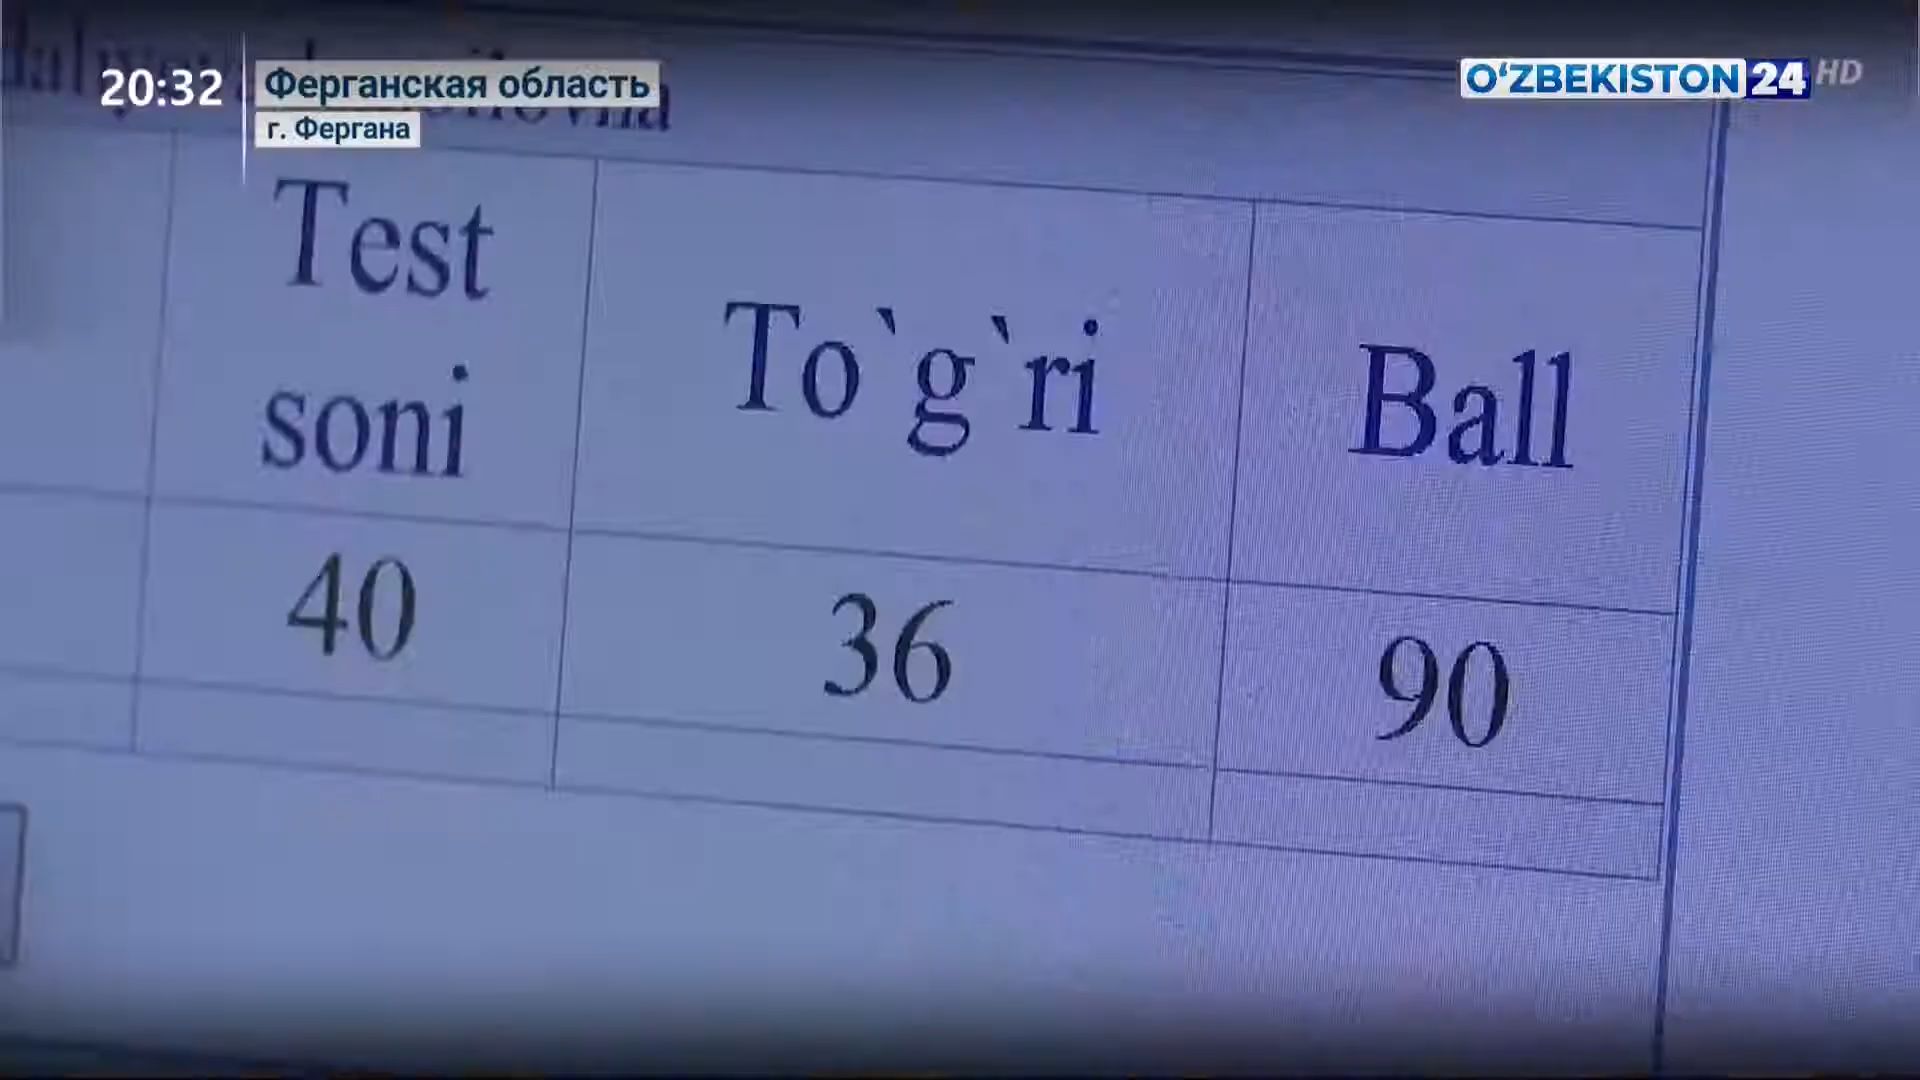 20:32
Ферганская область
г. Фергана
O‘ZBEKISTON 24 HD
Test
soni
To`g`ri
Ball
40
36
90